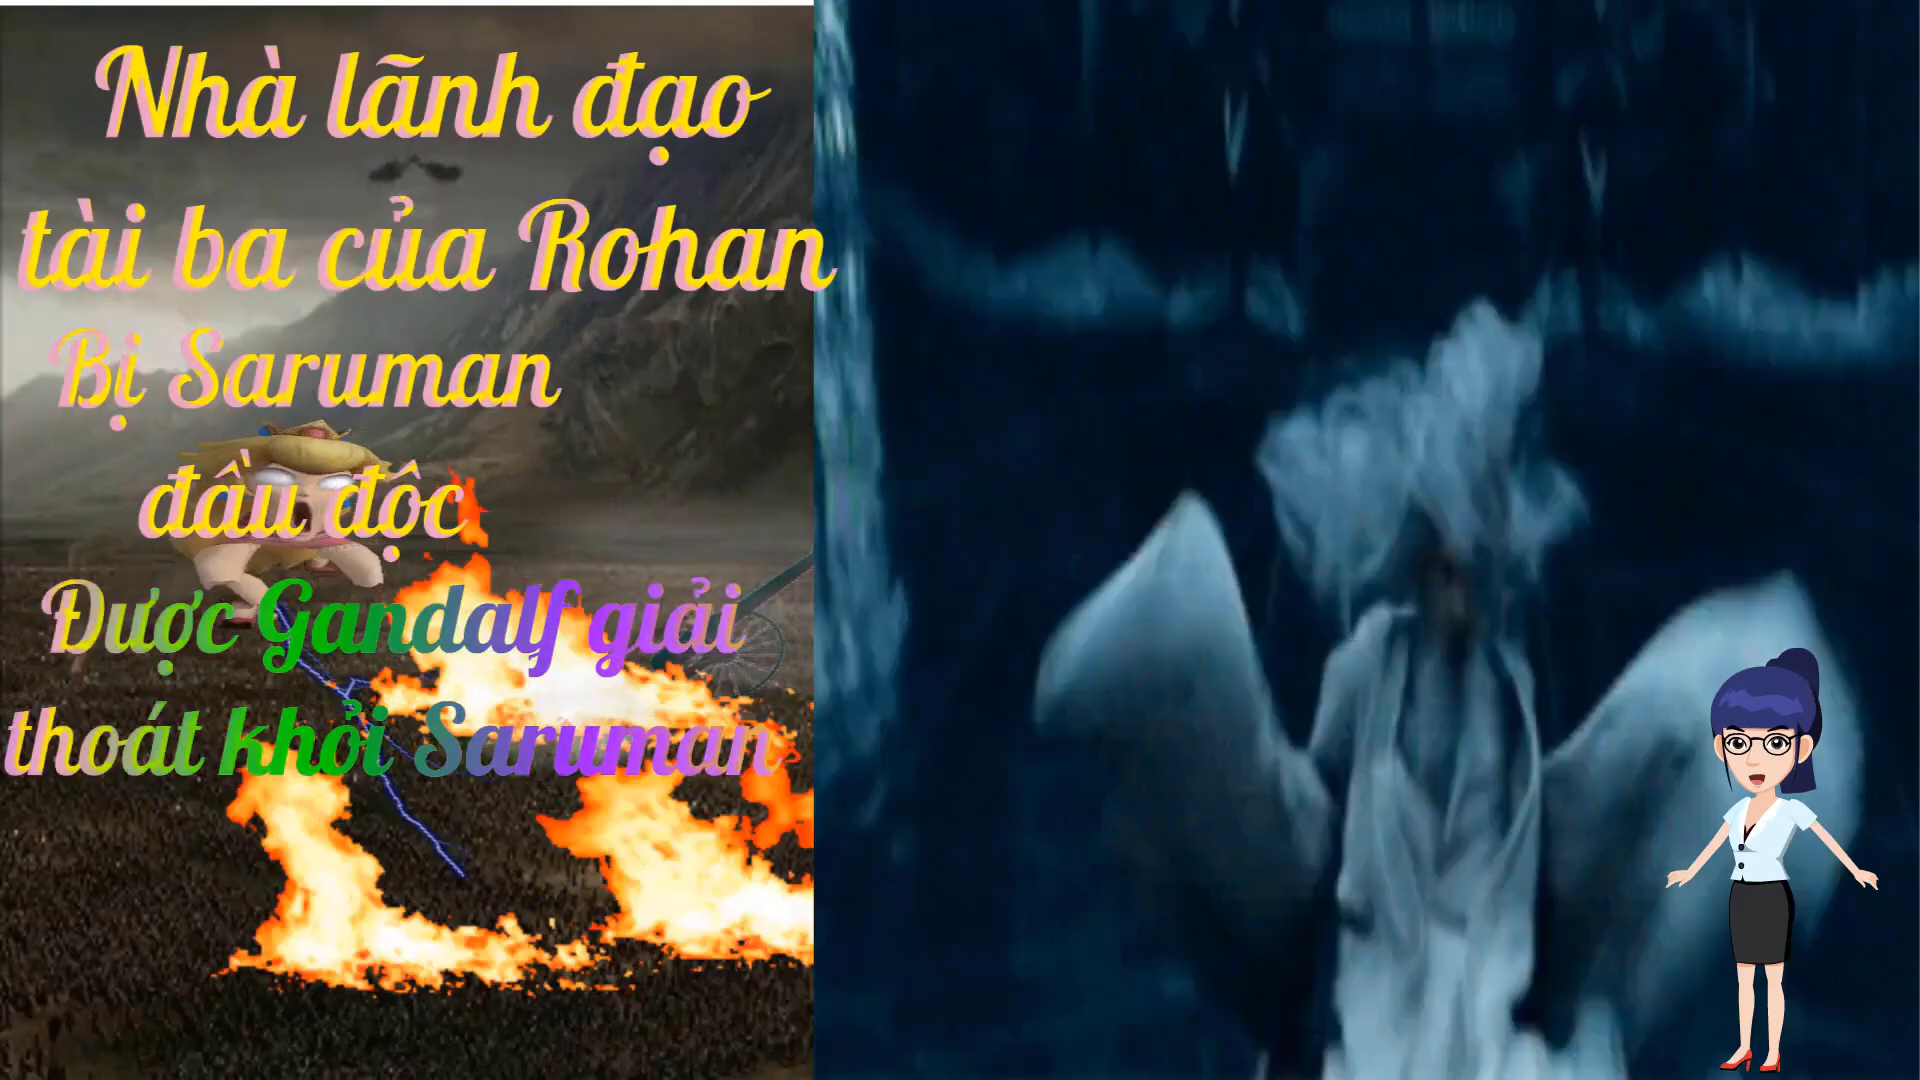 Nhà lãnh đạo
tài ba của Rohan
Bị Saruman
đầu độc
Được Gandalf giải
thoát khỏi Saruman